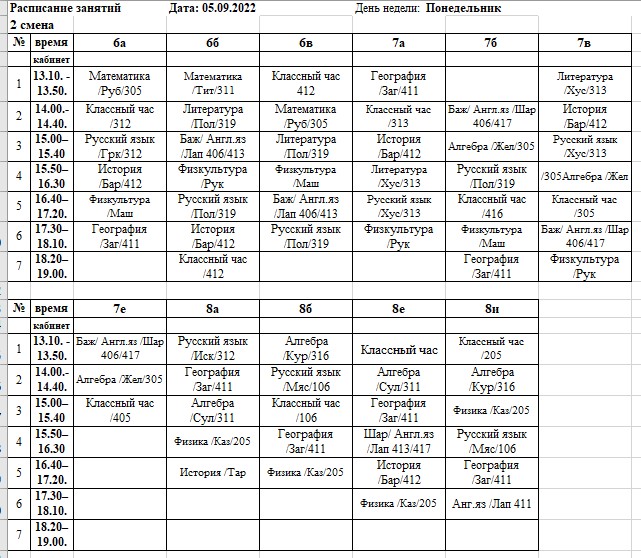 Расписание занятий Дата: 05.09.2022 День недели: Понедельник
2 смена
№ время 6а 6б 6в 7а 7б 7в
кабинет
1 13.10. - 13.50. Математика /Руб/305 Математика /Тит/311 Классный час 412 География /Заг/411 Литература /Хус/313
2 14.00.- 14.40. Классный час /312 Литература /Пол/319 Математика /Руб/305 Классный час /313 Баж/ Англ.яз /Шар 406/417 История /Бар/412
3 15.00– 15.40 Русский язык /Грк/312 Баж/ Англ.яз /Лап 406/413 Литература /Пол/319 История /Бар/412 Алгебра /Жел/305 Русский язык /Хус/313
4 15.50– 16.30 История /Бар/412 Физкультура /Рук Физкультура /Маш Литература /Хус/313 Русский язык /Пол/319 /305Алгебра /Жел
5 16.40– 17.20. Физкультура /Маш Русский язык /Пол/319 Баж/ Англ.яз /Лап 406/413 Русский язык /Хус/313 Классный час /416 Классный час /305
6 17.30– 18.10. География /Заг/411 История /Бар/412 Русский язык /Пол/319 Физкультура /Рук Физкультура /Маш Баж/ Англ.яз /Шар 406/417
7 18.20– 19.00. Классный час /412 География /Заг/411 Физкультура /Рук
№ время 7е 8а 8б 8е 8и
кабинет
1 13.10. - 13.50. Баж/ Англ.яз /Шар 406/417 Русский язык /Иск/312 Алгебра /Кур/316 Классный час Классный час /205
2 14.00.- 14.40. Алгебра /Жел/305 География /Заг/411 Русский язык /Мяс/106 Алгебра /Сул/311 Алгебра /Кур/316
3 15.00– 15.40 Классный час /405 Алгебра /Сул/311 Классный час /106 География /Заг/411 Физика /Каз/205
4 15.50– 16.30 Физика /Каз/205 География /Заг/411 Шар/ Англ.яз /Лап 413/417 Русский язык /Мяс/106
5 16.40– 17.20. История /Тар Физика /Каз/205 История /Бар/412 География /Заг/411
6 17.30– 18.10. Физика /Каз/205 Анг.яз /Лап 411
7 18.20– 19.00.